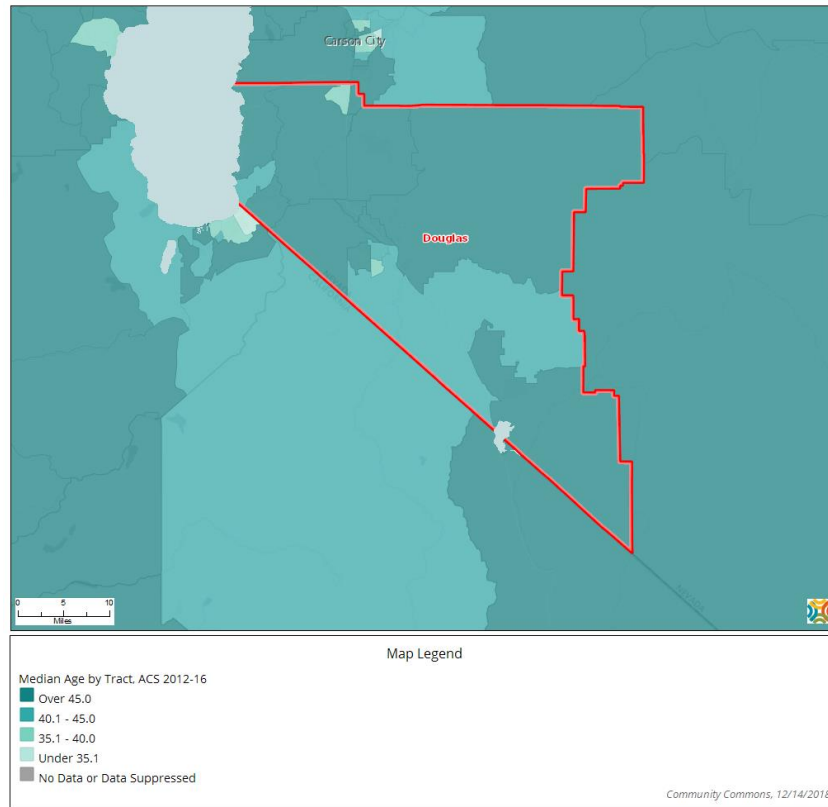 Carson City
Douglas
NEVADA
0 5 10
Miles
Map Legend
Median Age by Tract, ACS 2012-16
Over 45.0
40.1 - 45.0
35.1 - 40.0
Under 35.1
No Data or Data Suppressed
Community Commons, 12/14/2018